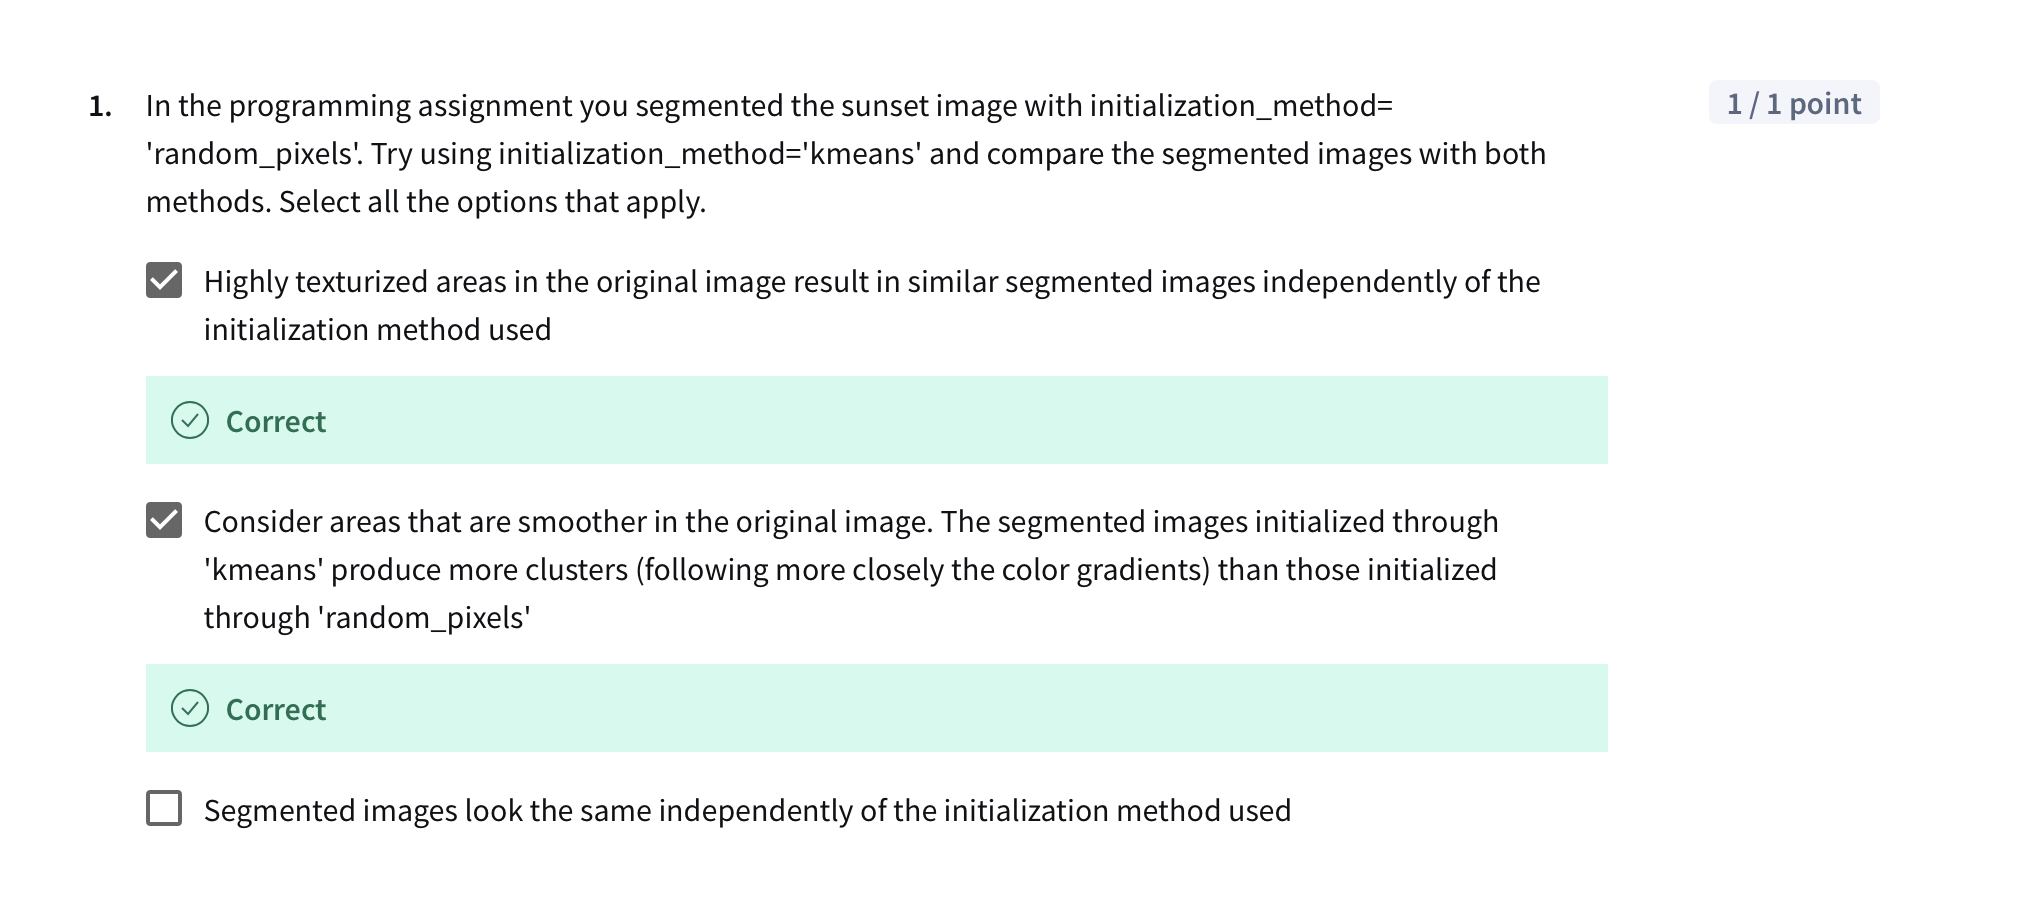 1. In the programming assignment you segmented the sunset image with initialization_method=
1 / 1 point
'random_pixels'. Try using initialization_method='kmeans' and compare the segmented images with both
methods. Select all the options that apply.
Highly texturized areas in the original image result in similar segmented images independently of the
initialization method used
Correct
Consider areas that are smoother in the original image. The segmented images initialized through
'kmeans' produce more clusters (following more closely the color gradients) than those initialized
through 'random_pixels'
Correct
Segmented images look the same independently of the initialization method used